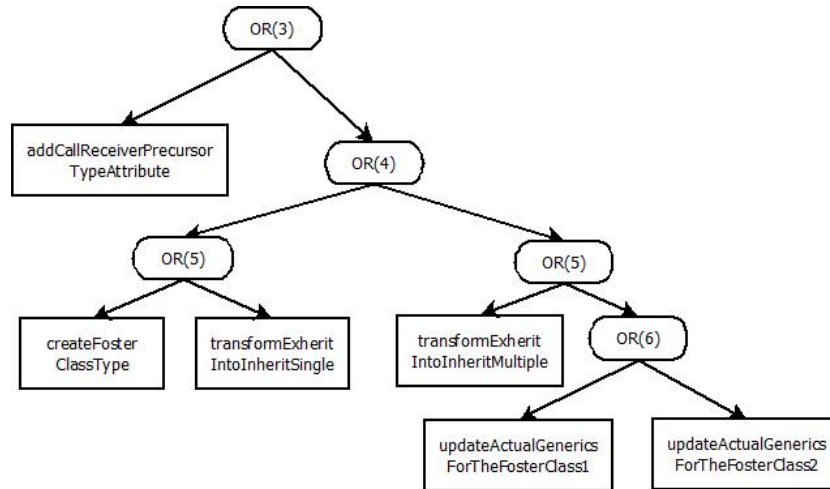 OR(3)
addCallReceiverPrecursor
TypeAttribute
OR(4)
OR(5)
OR(5)
createFoster
ClassType
transformExherit
IntoInheritSingle
transformExherit
IntoInheritMultiple
OR(6)
updateActualGenerics
ForTheFosterClass1
updateActualGenerics
ForTheFosterClass2